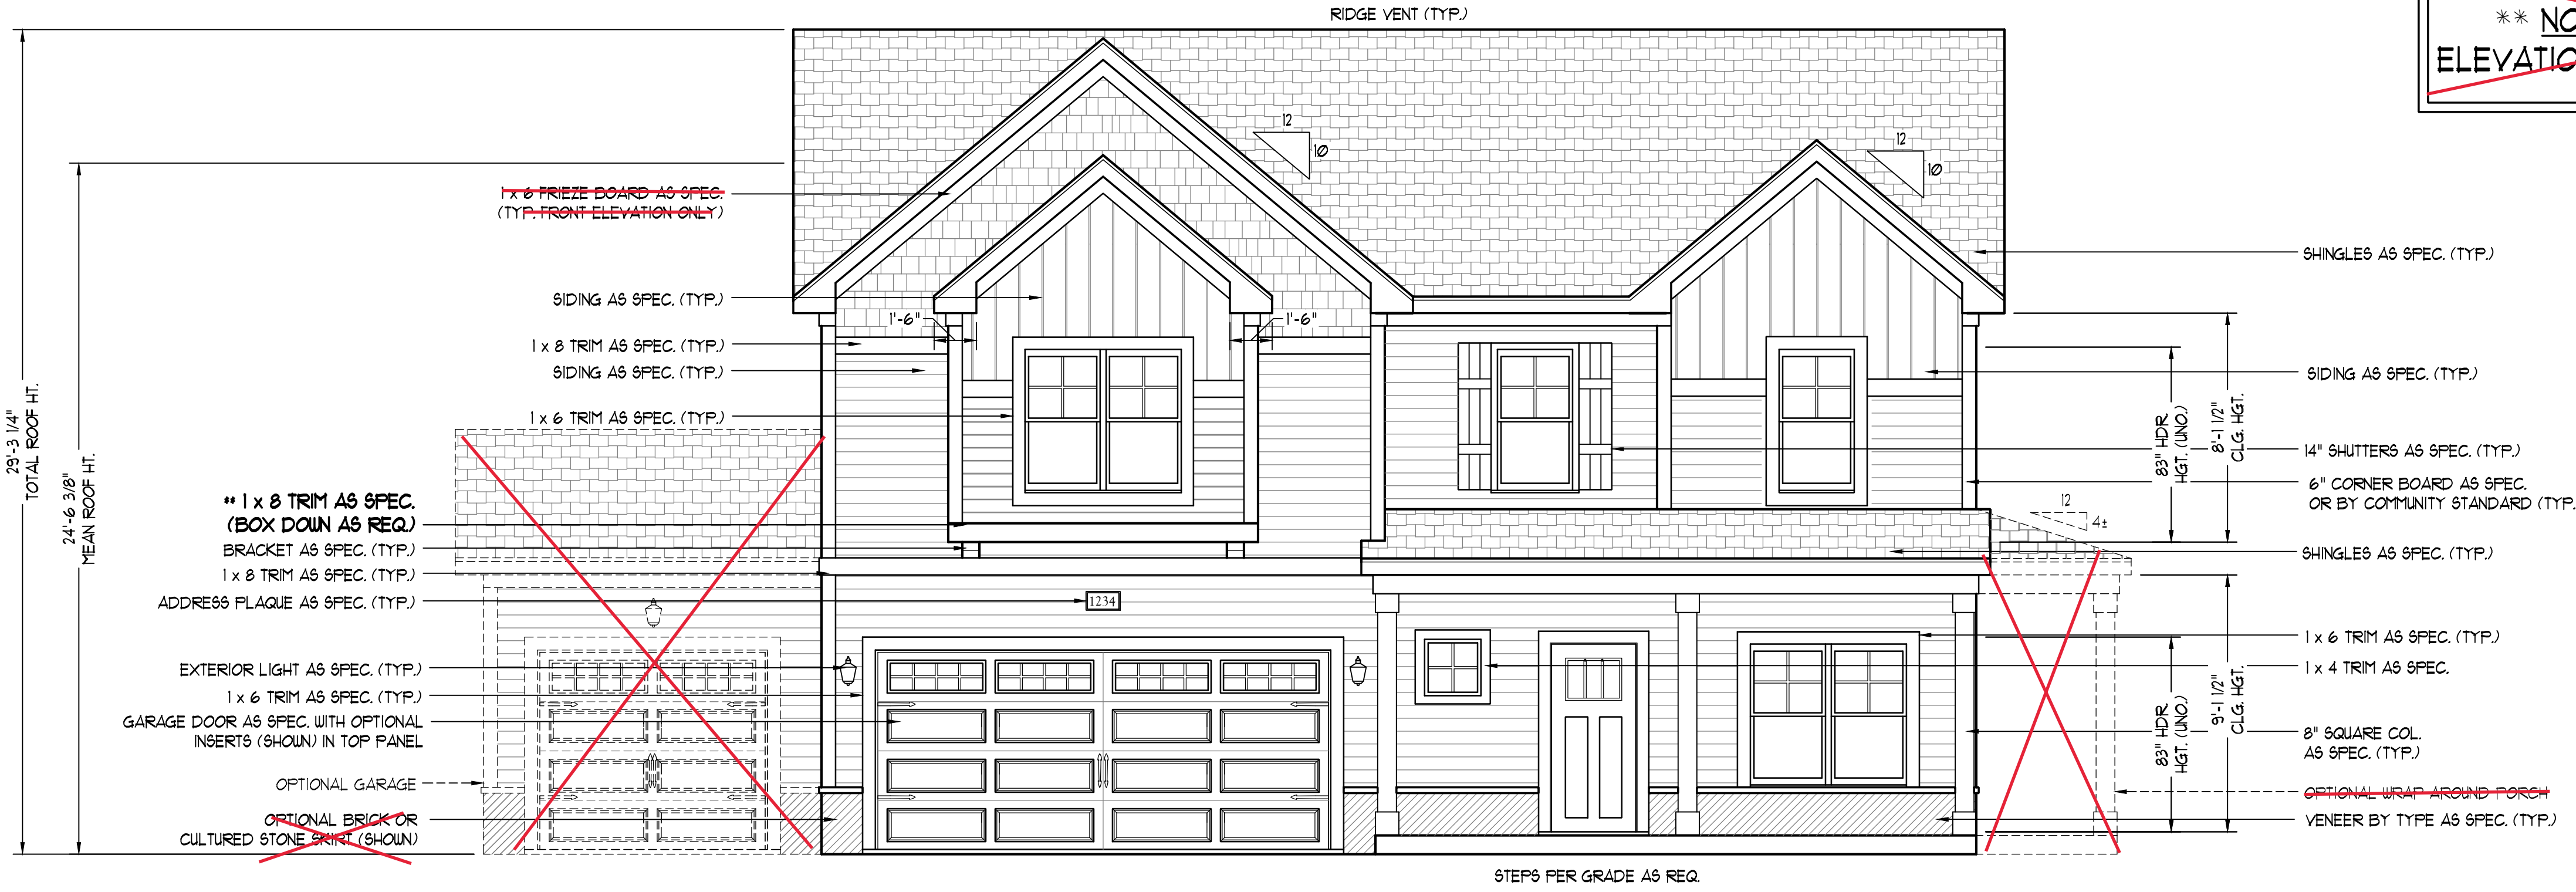 RIDGE VENT (TYP.)
** NO
ELEVATIO
12
10
12
10
29'-3 1/4"
TOTAL ROOF HT.
24'-6 3/8"
MEAN ROOF HT.
1 x 6 FRIEZE BOARD AS SPEC.
(TYP. FRONT ELEVATION ONLY)
SIDING AS SPEC. (TYP.)
1'-6"
1'-6"
1 x 8 TRIM AS SPEC. (TYP.)
SIDING AS SPEC. (TYP.)
1 x 6 TRIM AS SPEC. (TYP.)
** 1 x 8 TRIM AS SPEC.
(BOX DOWN AS REQ.)
BRACKET AS SPEC. (TYP.)
1 x 8 TRIM AS SPEC. (TYP.)
ADDRESS PLAQUE AS SPEC. (TYP.)
1234
EXTERIOR LIGHT AS SPEC. (TYP.)
1 x 6 TRIM AS SPEC. (TYP.)
GARAGE DOOR AS SPEC. WITH OPTIONAL
INSERTS (SHOWN) IN TOP PANEL
OPTIONAL GARAGE
OPTIONAL BRICK OR
CULTURED STONE SKIRT (SHOWN)
SHINGLES AS SPEC. (TYP.)
SIDING AS SPEC. (TYP.)
83" HDR
HGT. (UNO.)
8'-1 1/2"
CLG. HGT.
14" SHUTTERS AS SPEC. (TYP.)
6" CORNER BOARD AS SPEC.
OR BY COMMUNITY STANDARD (TYP.
12
4±
SHINGLES AS SPEC. (TYP.)
1 x 6 TRIM AS SPEC. (TYP.)
1 x 4 TRIM AS SPEC.
83" HDR
HGT. (UNO.)
9'-1 1/2"
CLG. HGT.
8" SQUARE COL.
AS SPEC. (TYP.)
OPTIONAL WRAP AROUND PORCH
VENEER BY TYPE AS SPEC. (TYP.)
STEPS PER GRADE AS REQ.